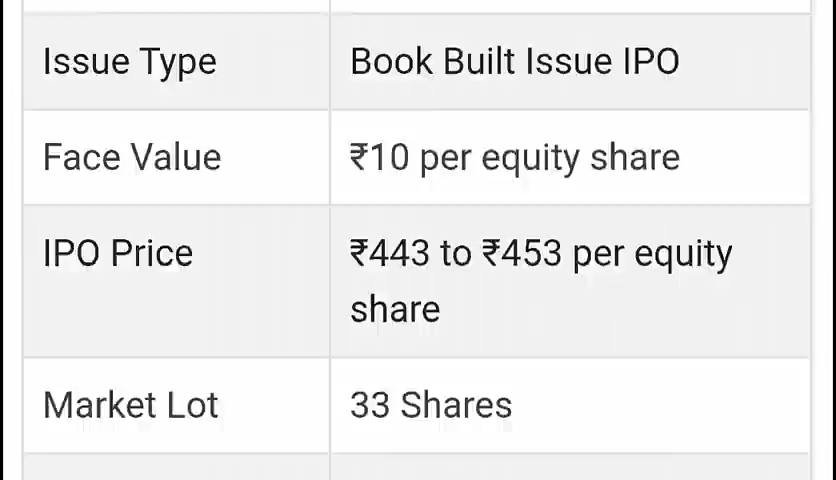 Issue Type Book Built Issue IPO
Face Value ₹10 per equity share
IPO Price ₹443 to ₹453 per equity
share
Market Lot 33 Shares